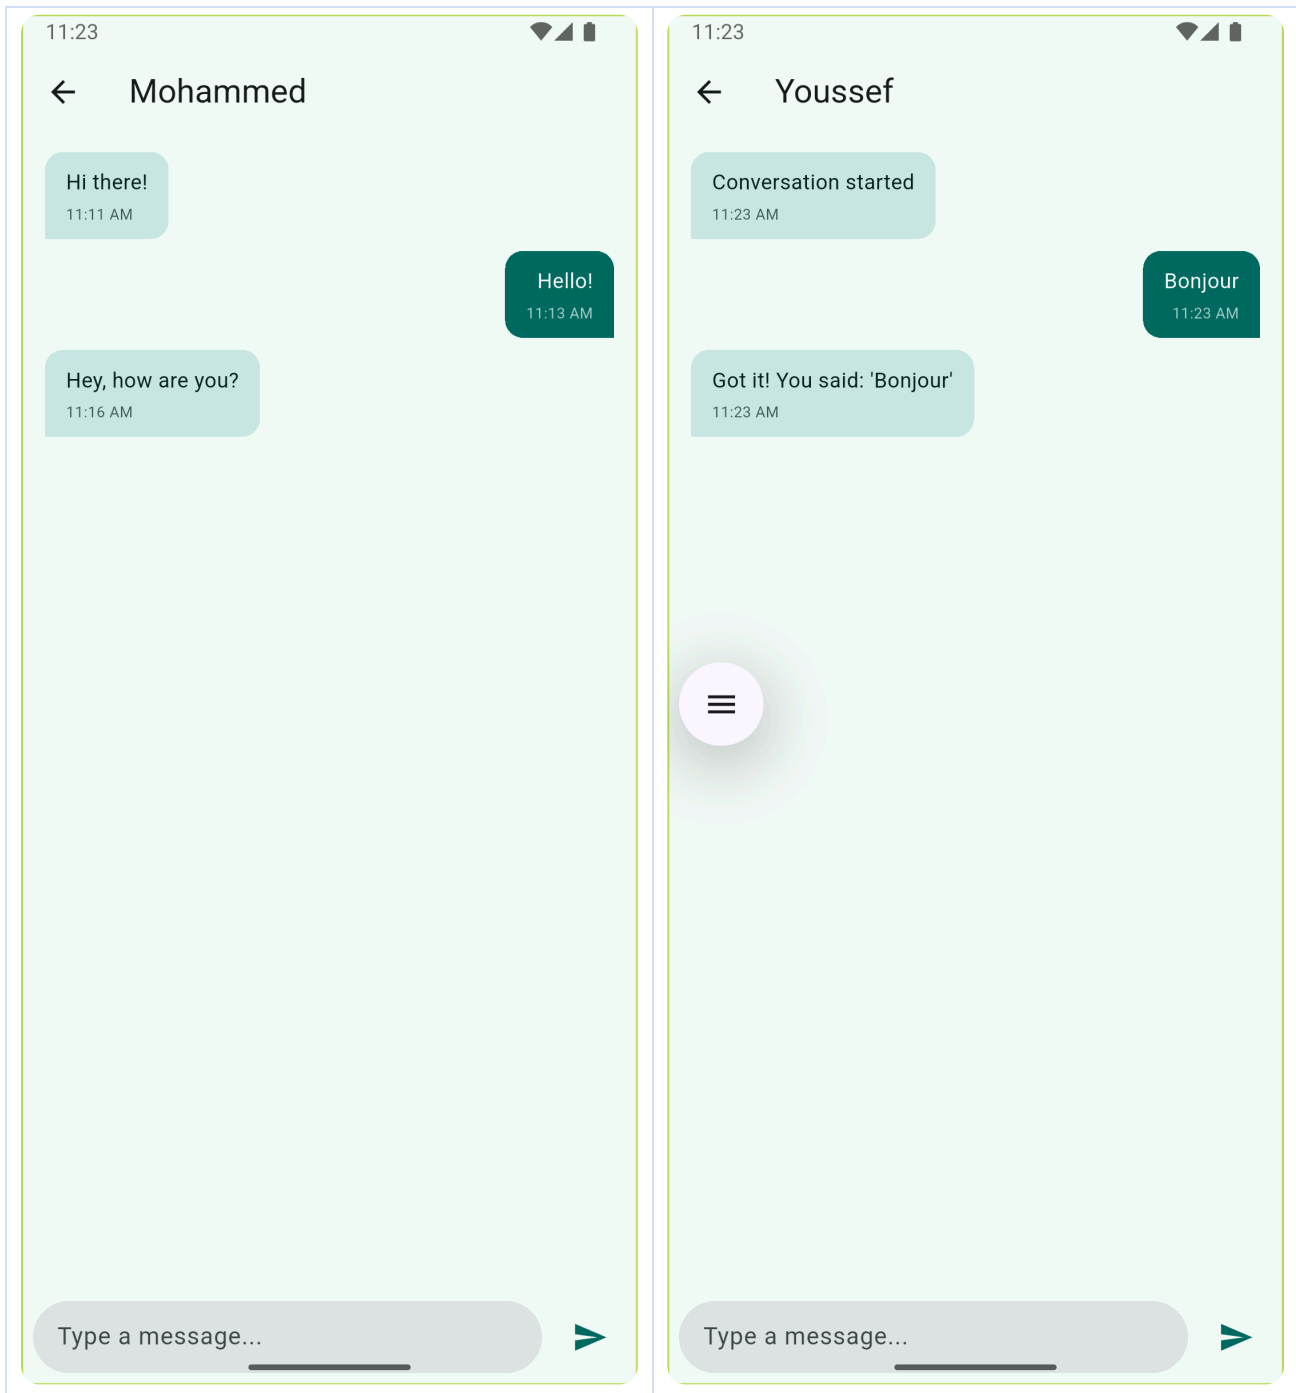 11:23
Mohammed
Hi there!
11:11 AM
Hello!
11:13 AM
Hey, how are you?
11:16 AM
Type a message...
11:23
Youssef
Conversation started
11:23 AM
Bonjour
11:23 AM
Got it! You said: 'Bonjour'
11:23 AM
Type a message...